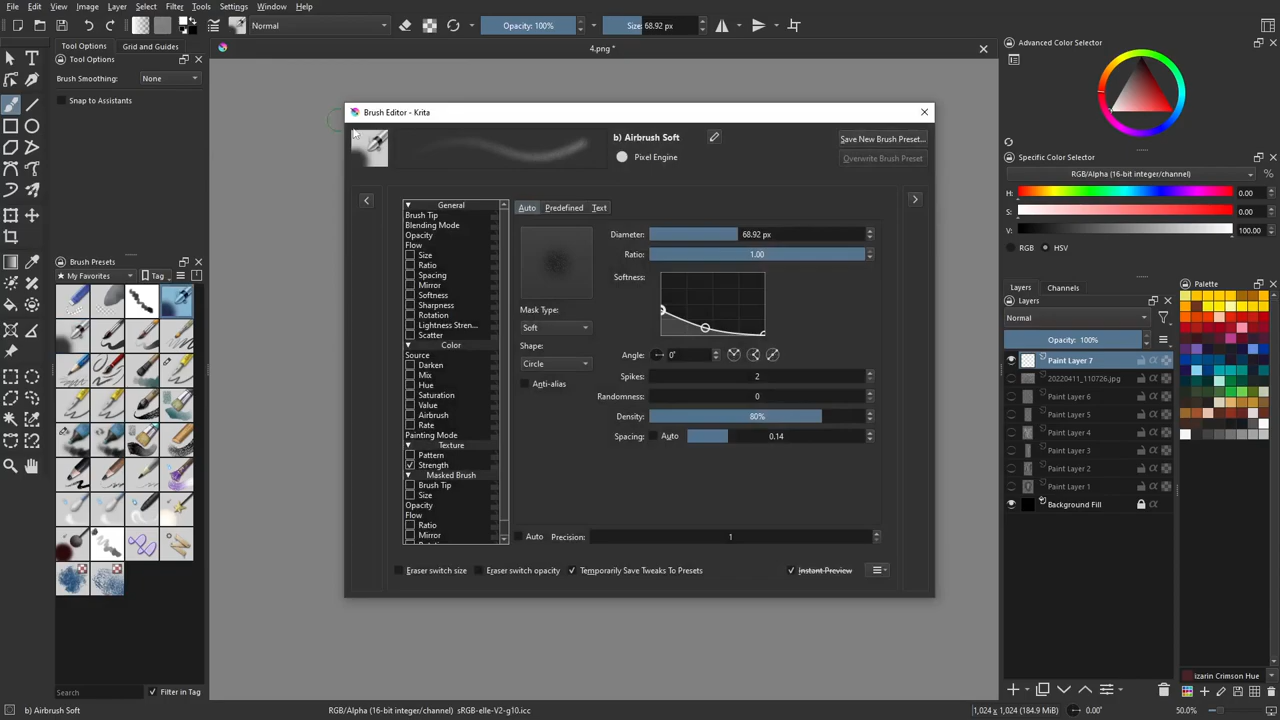 File Edit View Image Layer Select Filter Tools Settings Window Help
Normal Opacity: 100% Size: 68.92 px
Tool Options Grid and Guides
Tool Options
Brush Smoothing: None
Snap to Assistants
Brush Presets
My Favorites Tag
Search Filter in Tag
4.png *
Brush Editor - Krita
b) Airbrush Soft
Pixel Engine
Save New Brush Preset...
Overwrite Brush Preset
General
Brush Tip
Blending Mode
Opacity
Flow
Size
Ratio
Spacing
Mirror
Softness
Sharpness
Rotation
Lightness Stren...
Scatter
Color
Source
Darken
Mix
Hue
Saturation
Value
Airbrush
Rate
Painting Mode
Texture
Pattern
Strength
Masked Brush
Brush Tip
Size
Opacity
Flow
Ratio
Mirror
Auto Predefined Text
Mask Type:
Soft
Shape:
Circle
Anti-alias
Diameter: 68.92 px
Ratio: 1.00
Softness:
Angle: 0°
Spikes: 2
Randomness: 0
Density: 80%
Spacing: Auto 0.14
Auto Precision: 1
Eraser switch size Eraser switch opacity Temporarily Save Tweaks To Presets Instant Preview
Advanced Color Selector
Specific Color Selector
RGB/Alpha (16-bit integer/channel) %
H: 0.00
S: 0.00
V: 100.00
RGB HSV
Layers Channels
Layers
Normal
Opacity: 100%
Paint Layer 7
20220411_110726.jpg
Paint Layer 6
Paint Layer 5
Paint Layer 4
Paint Layer 3
Paint Layer 2
Paint Layer 1
Background Fill
Palette
izarin Crimson Hue
b) Airbrush Soft RGB/Alpha (16-bit integer/channel) sRGB-elle-V2-g10.icc 1,024 x 1,024 (184.9 MiB) 0.00° 50.0%